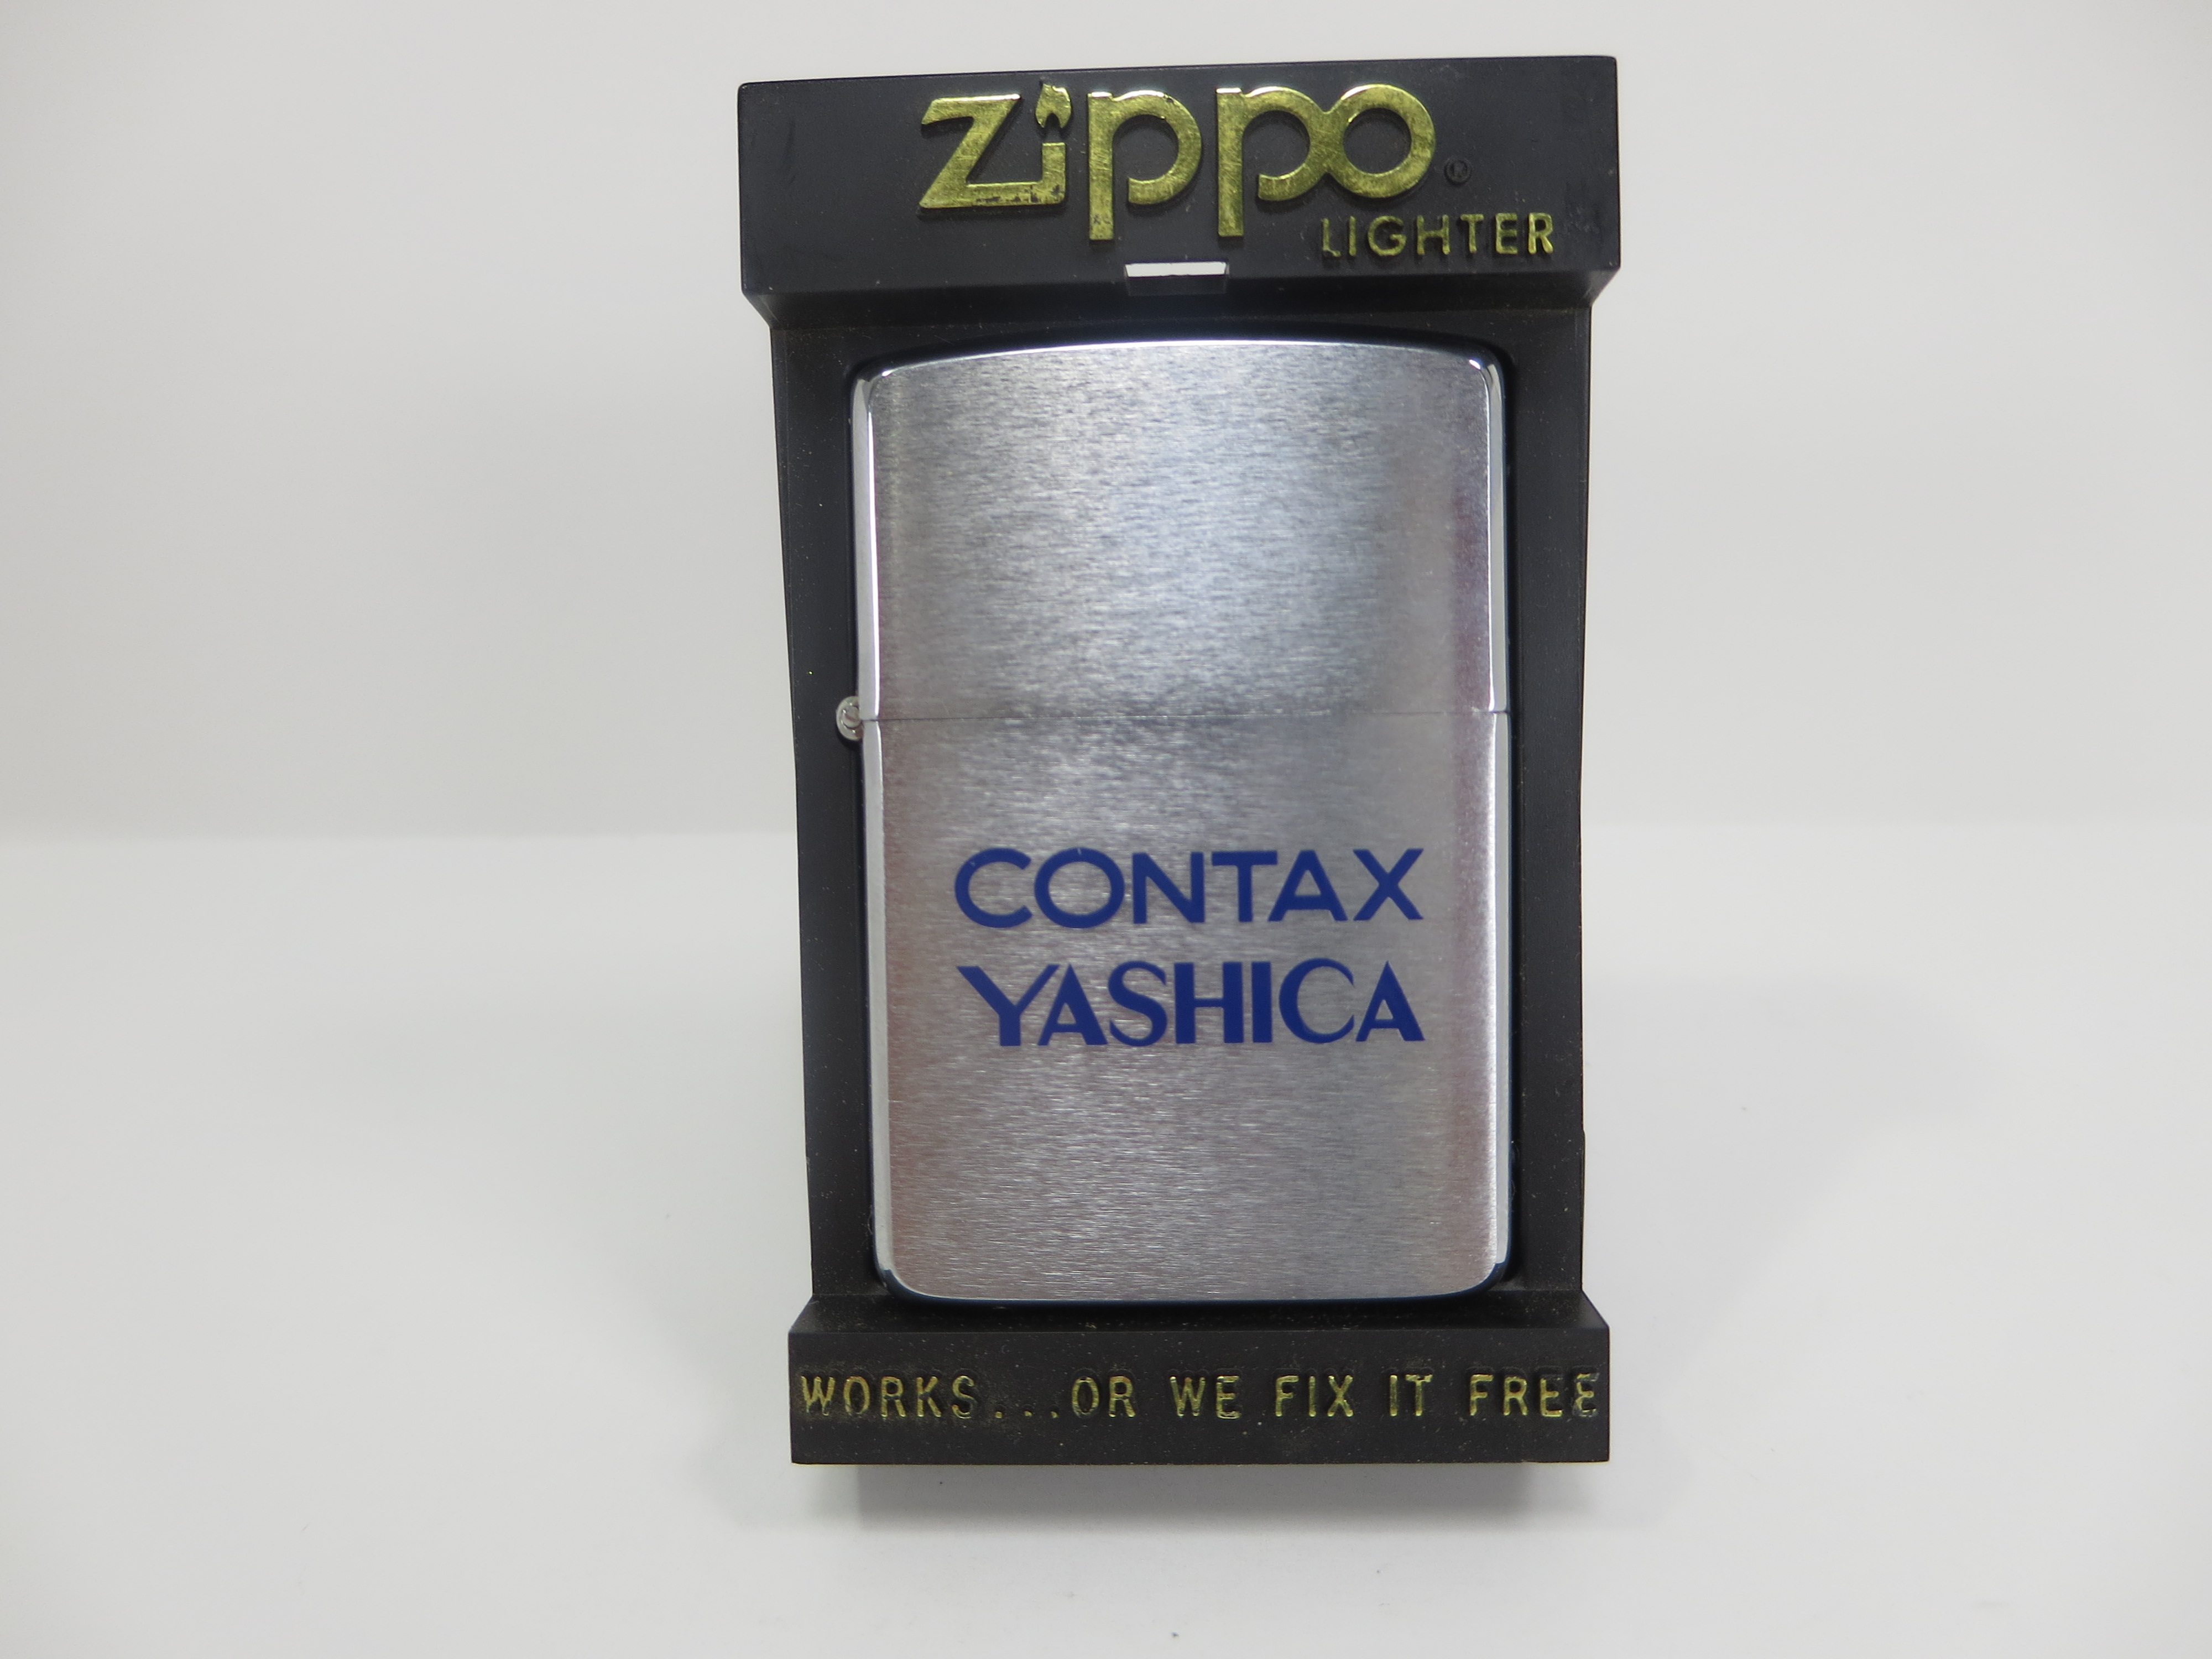 Zippo®
LIGHTER
CONTAX
YASHICA
WORKS...OR WE FIX IT FREE